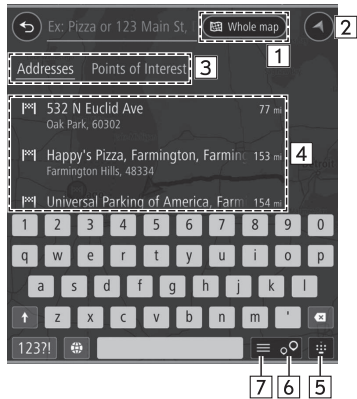 Ex: Pizza or 123 Main St,
Whole map
2
1
Addresses Points of Interest
3
532 N Euclid Ave 77 mi
Oak Park, 60302
4
Happy's Pizza, Farmington, Farming 153 mi
Farmington Hills, 48334
Universal Parking of America, Farm 154 mi
1 2 3 4 5 6 7 8 9 0
q w e r t y u i o p
a s d f g h j k l
z x c v b n m '
123?!
7 6 5